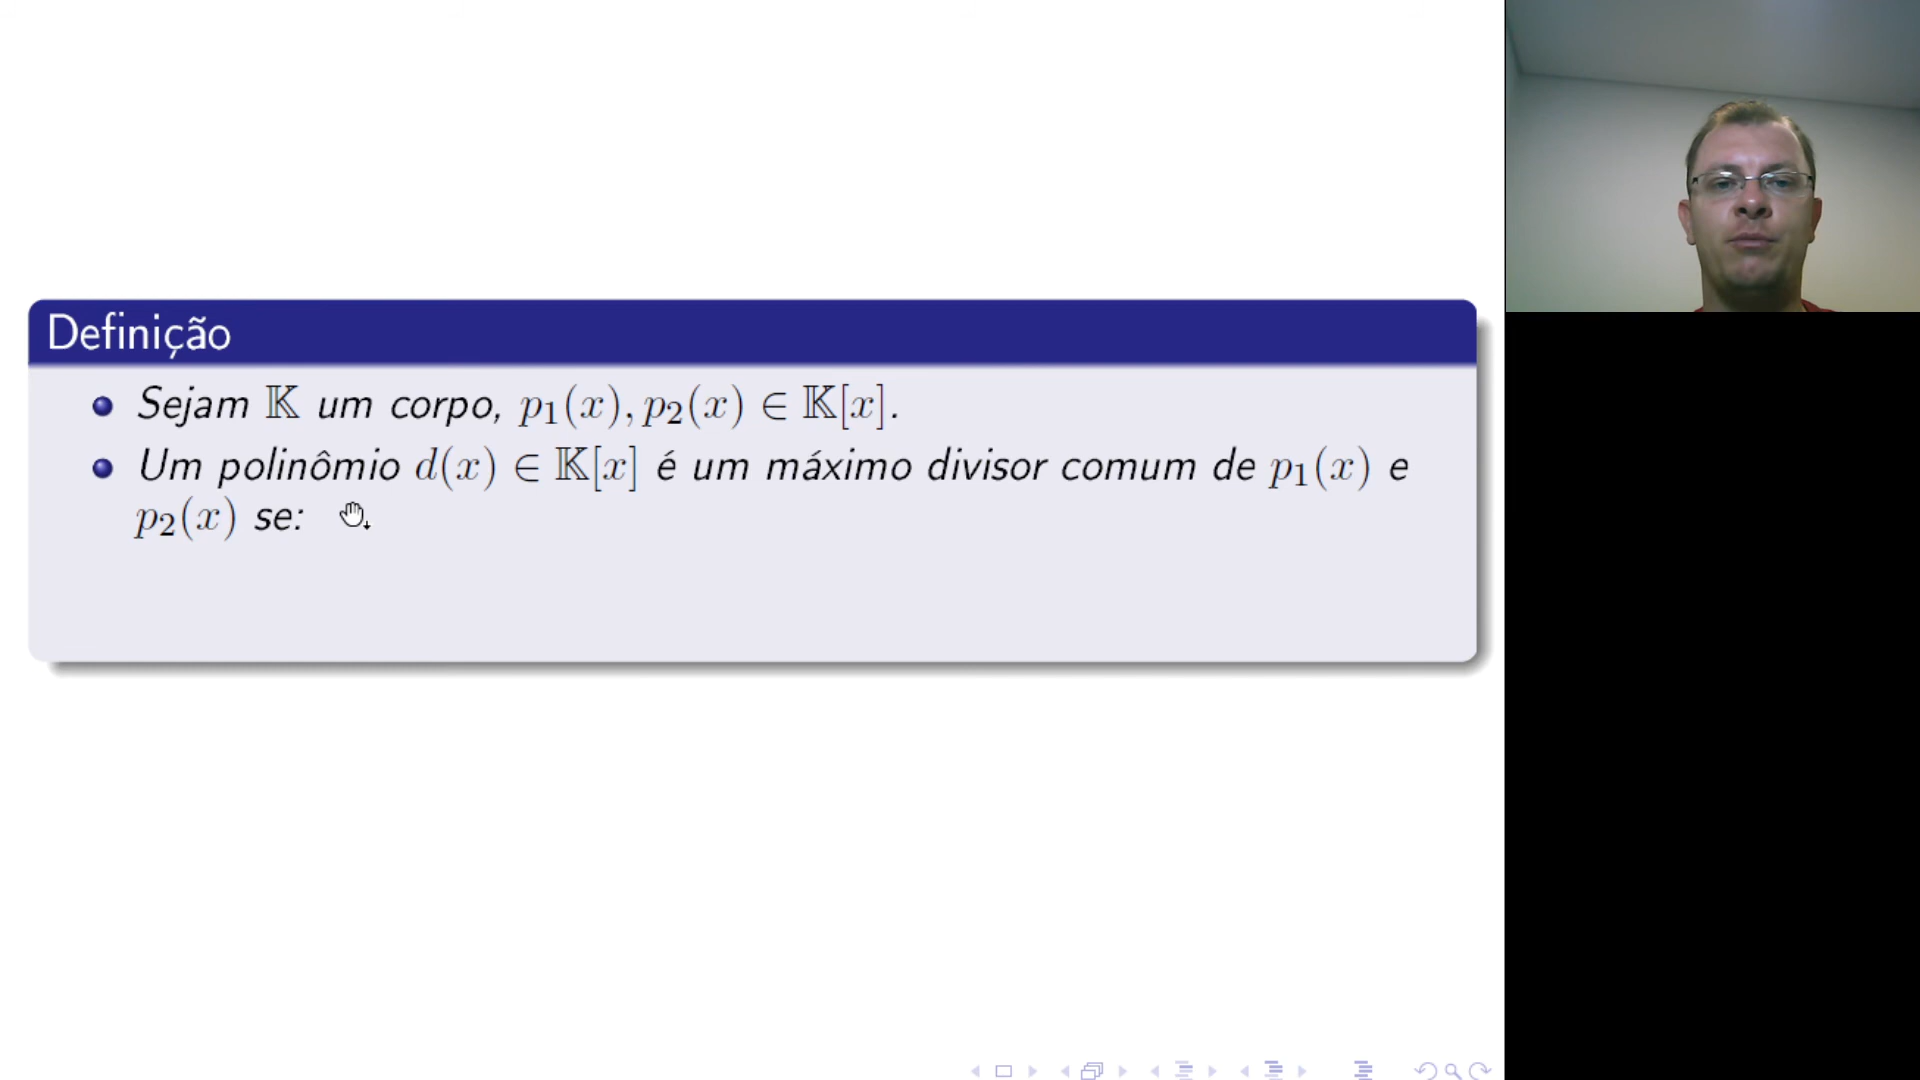 Definição
Sejam 𝕂 um corpo, p₁(x), p₂(x) ∈ 𝕂[x].
Um polinômio d(x) ∈ 𝕂[x] é um máximo divisor comum de p₁(x) e
p₂(x) se: